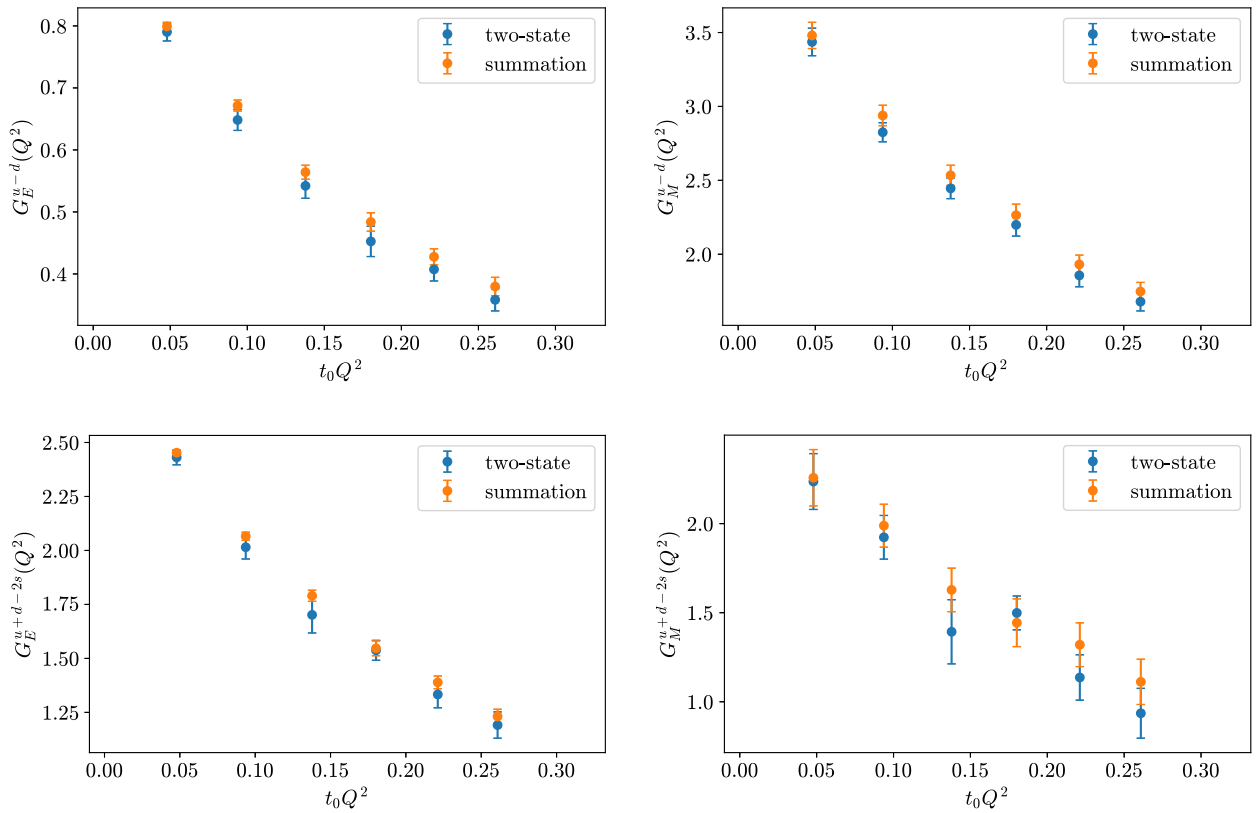 0.8
0.7
0.6
0.5
0.4
G_E^{u-d}(Q^2)
two-state
summation
0.00 0.05 0.10 0.15 0.20 0.25 0.30
t_0Q^2
3.5
3.0
2.5
2.0
G_M^{u-d}(Q^2)
two-state
summation
0.00 0.05 0.10 0.15 0.20 0.25 0.30
t_0Q^2
2.50
2.25
2.00
1.75
1.50
1.25
G_E^{u+d-2s}(Q^2)
two-state
summation
0.00 0.05 0.10 0.15 0.20 0.25 0.30
t_0Q^2
2.0
1.5
1.0
G_M^{u+d-2s}(Q^2)
two-state
summation
0.00 0.05 0.10 0.15 0.20 0.25 0.30
t_0Q^2